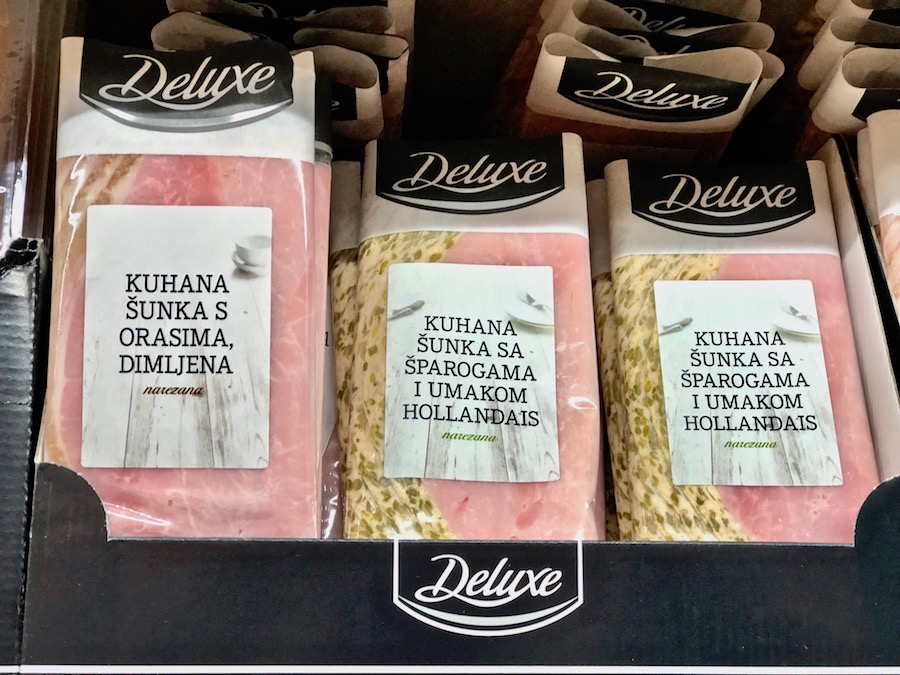 Deluxe
KUHANA
ŠUNKA S
ORASIMA,
DIMLJENA
narezana
Deluxe
KUHANA
ŠUNKA SA
ŠPAROGAMA
I UMAKOM
HOLLANDAIS
narezana
Deluxe
KUHANA
ŠUNKA SA
ŠPAROGAMA
I UMAKOM
HOLLANDAIS
narezana
Deluxe
Deluxe
Deluxe